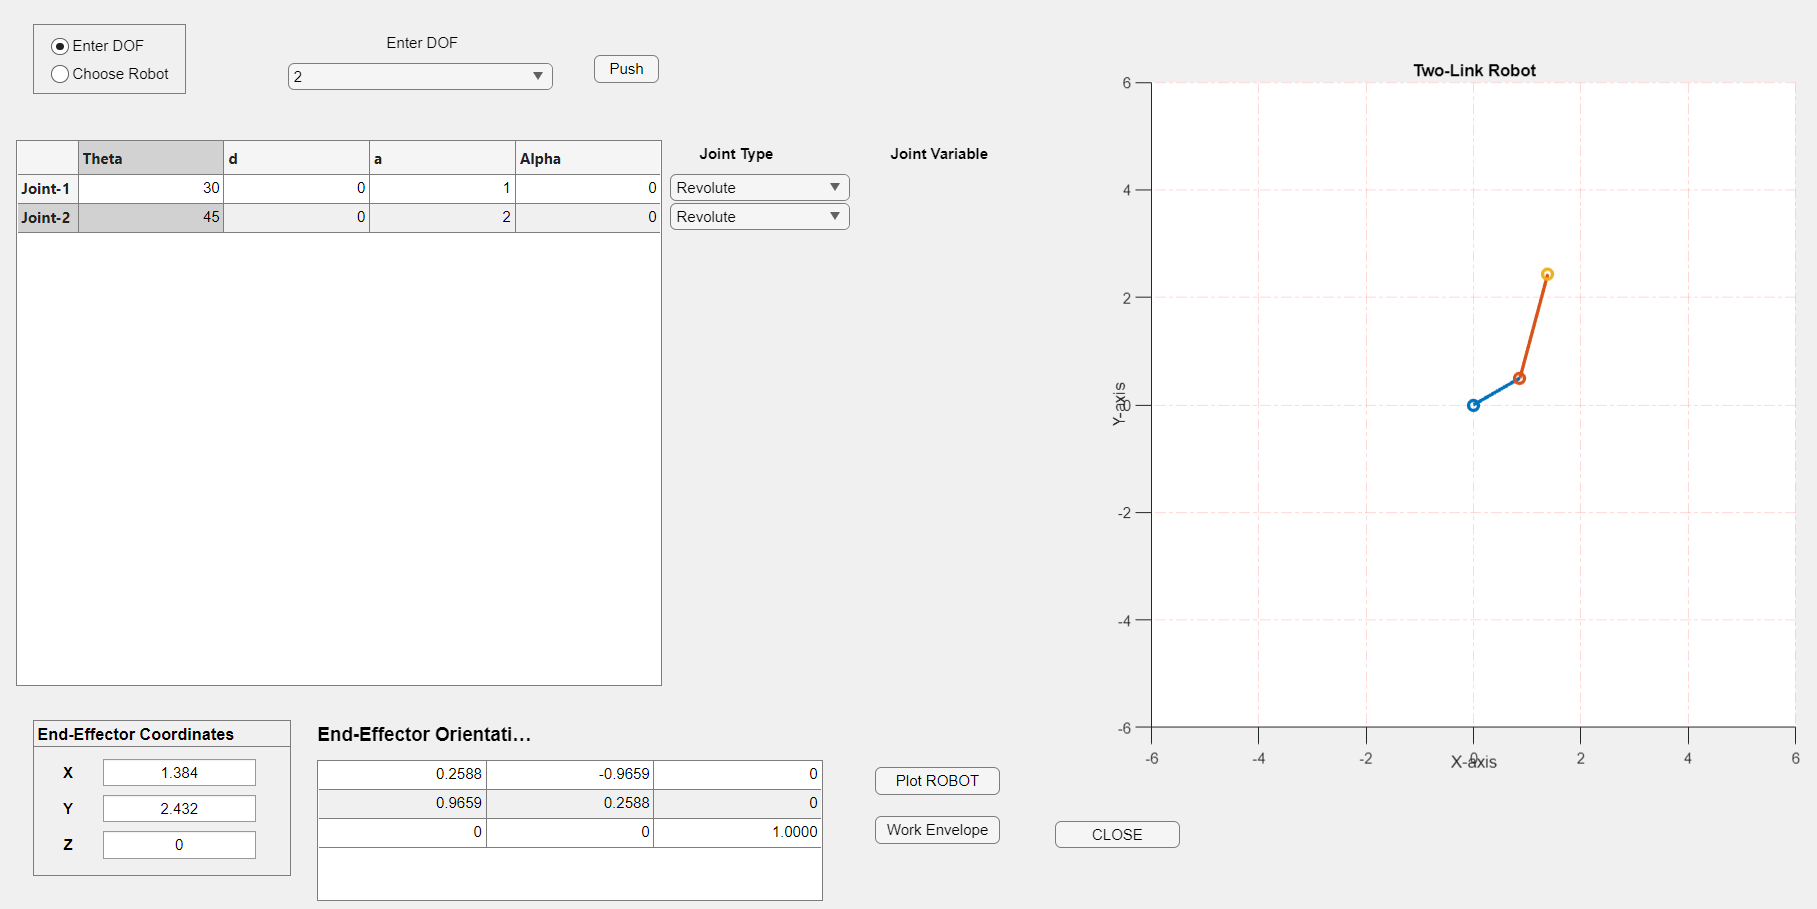 Enter DOF
Choose Robot
Enter DOF
2
Push
Theta d a Alpha
Joint-1 30 0 1 0
Joint-2 45 0 2 0
Joint Type
Joint Variable
Revolute
Revolute
Two-Link Robot
6
4
2
0
-2
-4
-6
Y-axis
-6 -4 -2 0 2 4 6
X-axis
End-Effector Coordinates
X 1.384
Y 2.432
Z 0
End-Effector Orientati...
0.2588 -0.9659 0
0.9659 0.2588 0
0 0 1.0000
Plot ROBOT
Work Envelope
CLOSE